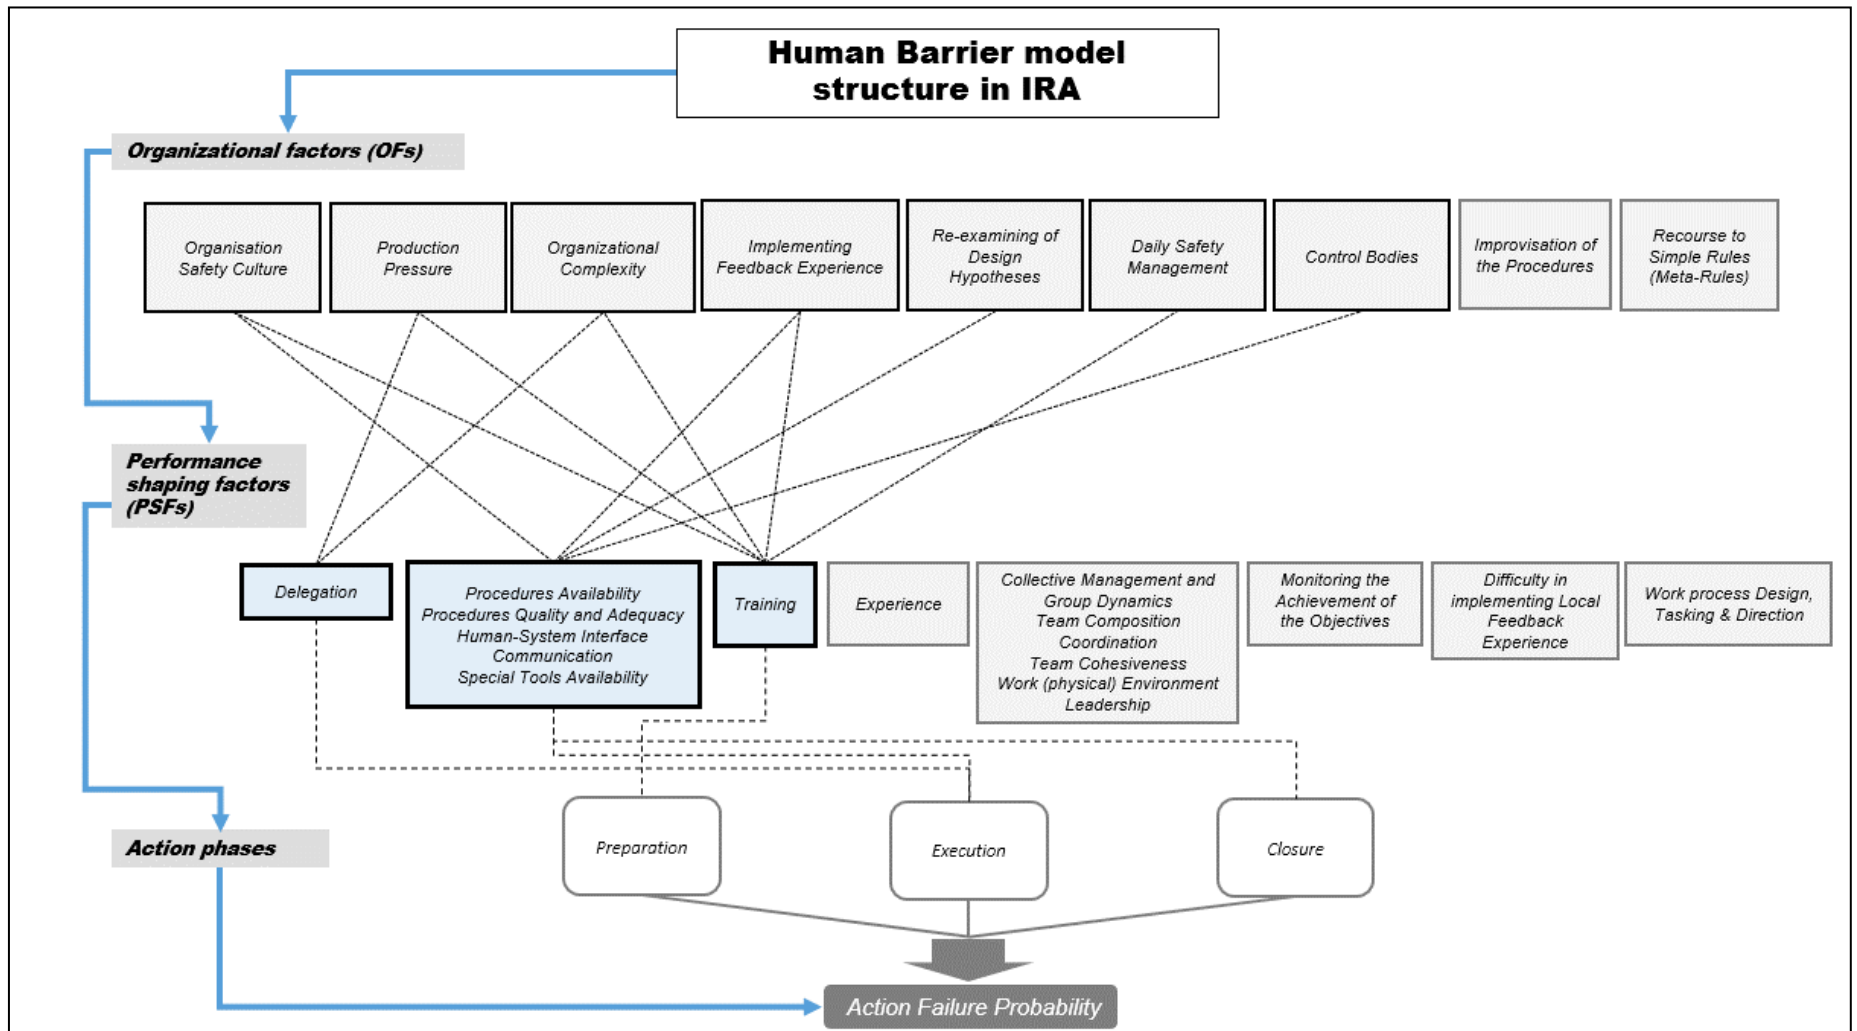 Human Barrier model
structure in IRA
Organizational factors (OFs)
Organisation
Safety Culture
Production
Pressure
Organizational
Complexity
Implementing
Feedback Experience
Re-examining of
Design
Hypotheses
Daily Safety
Management
Control Bodies
Improvisation of
the Procedures
Recourse to
Simple Rules
(Meta-Rules)
Performance
shaping factors
(PSFs)
Delegation
Procedures Availability
Procedures Quality and Adequacy
Human-System Interface
Communication
Special Tools Availability
Training
Experience
Collective Management and
Group Dynamics
Team Composition
Coordination
Team Cohesiveness
Work (physical) Environment
Leadership
Monitoring the
Achievement of
the Objectives
Difficulty in
implementing Local
Feedback
Experience
Work process Design,
Tasking & Direction
Action phases
Preparation
Execution
Closure
Action Failure Probability